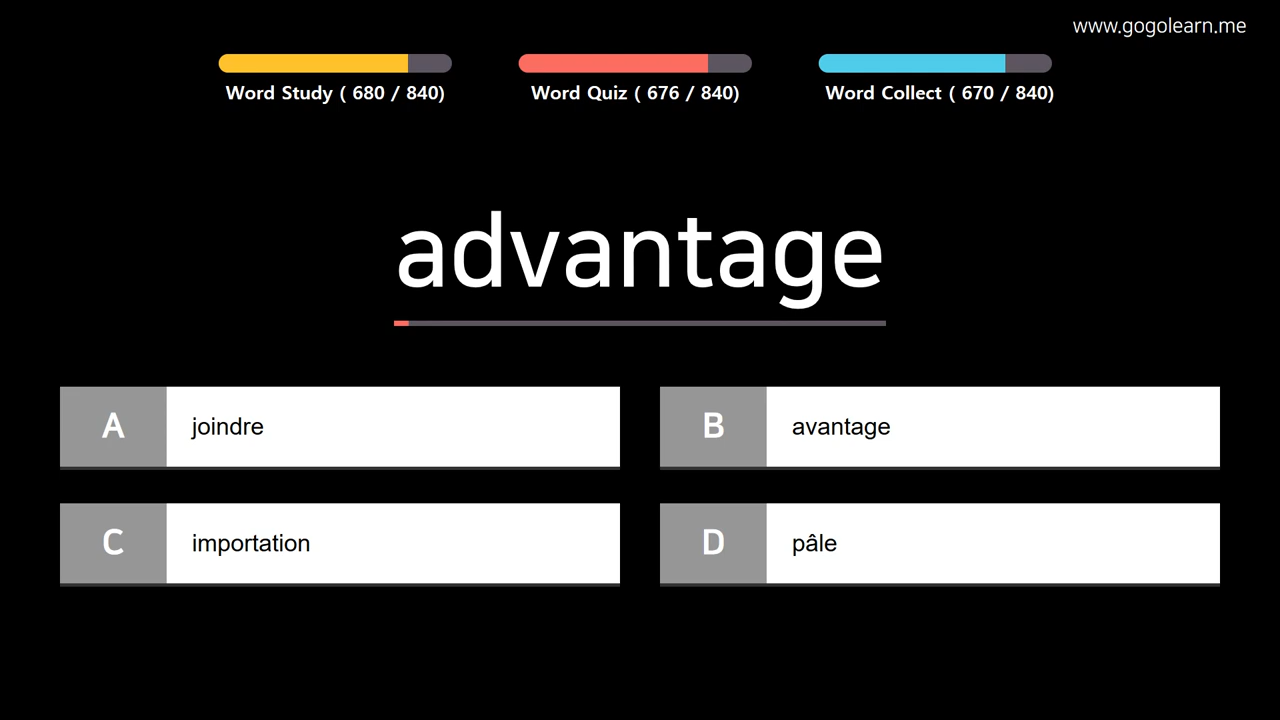 www.gogolearn.me
Word Study ( 680 / 840)
Word Quiz ( 676 / 840)
Word Collect ( 670 / 840)
advantage
A joindre
B avantage
C importation
D pâle